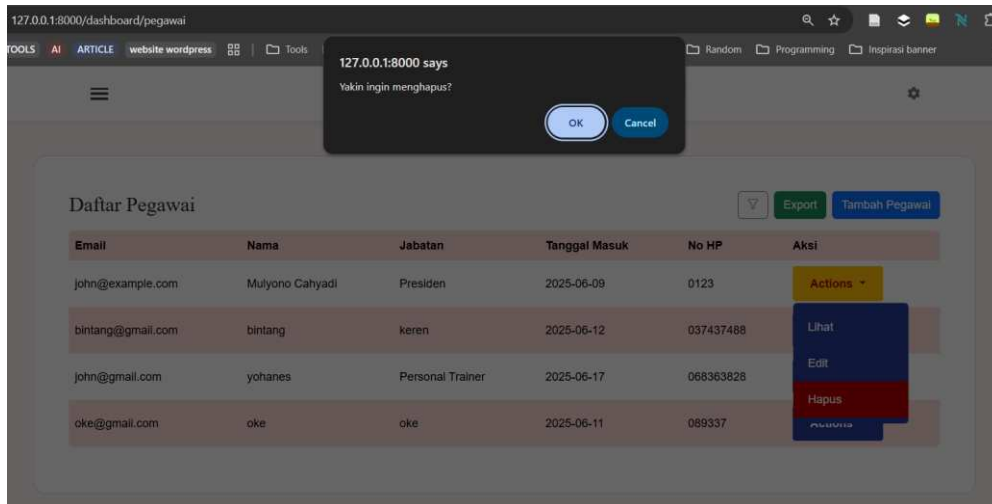 127.0.0.1:8000/dashboard/pegawai
TOOLS AI ARTICLE website wordpress Tools Random Programming Inspirasi banner
127.0.0.1:8000 says
Yakin ingin menghapus?
OK Cancel
Daftar Pegawai Export Tambah Pegawai
Email Nama Jabatan Tanggal Masuk No HP Aksi
john@example.com Mulyono Cahyadi Presiden 2025-06-09 0123 Actions
bintang@gmail.com bintang keren 2025-06-12 037437488 Lihat
Edit
john@gmail.com yohanes Personal Trainer 2025-06-17 068363828
Hapus
oke@gmail.com oke oke 2025-06-11 089337 Actions